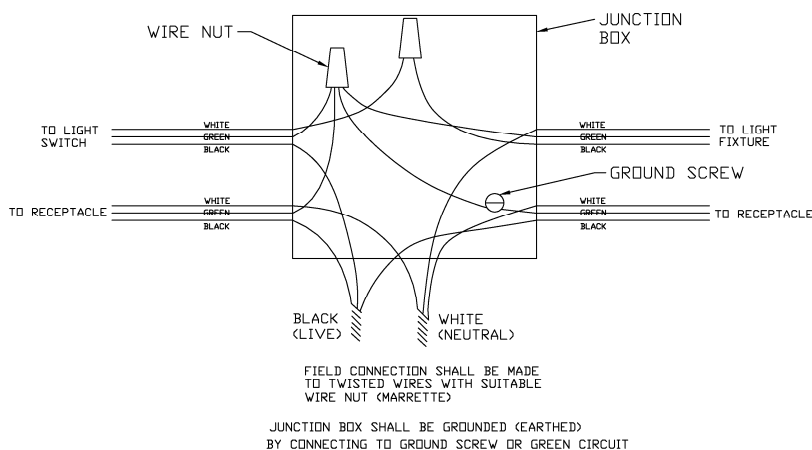 WIRE NUT
JUNCTION
BOX
TO LIGHT
SWITCH
WHITE
GREEN
BLACK
WHITE
GREEN
BLACK
TO LIGHT
FIXTURE
GROUND SCREW
TO RECEPTACLE
WHITE
GREEN
BLACK
WHITE
GREEN
BLACK
TO RECEPTACLE
BLACK
(LIVE)
WHITE
(NEUTRAL)
FIELD CONNECTION SHALL BE MADE
TO TWISTED WIRES WITH SUITABLE
WIRE NUT (MARRETTE)
JUNCTION BOX SHALL BE GROUNDED (EARTHED)
BY CONNECTING TO GROUND SCREW OR GREEN CIRCUIT